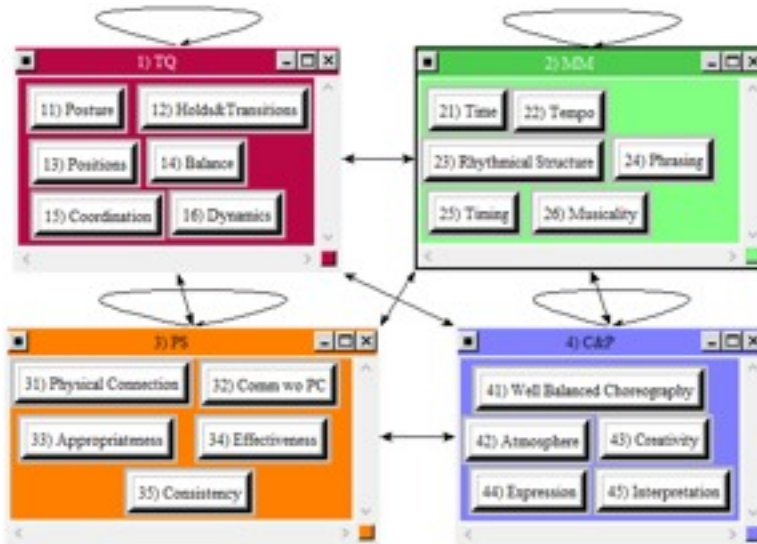 1) TQ
11) Posture
12) Holds&Transitions
13) Positions
14) Balance
15) Coordination
16) Dynamics
2) MM
21) Time
22) Tempo
23) Rhythmical Structure
24) Phrasing
25) Timing
26) Musicality
3) PS
31) Physical Connection
32) Comm wo PC
33) Appropriatness
34) Effectiveness
35) Consistency
4) C&P
41) Well Balanced Choreography
42) Atmosphere
43) Creativity
44) Expression
45) Interpretation